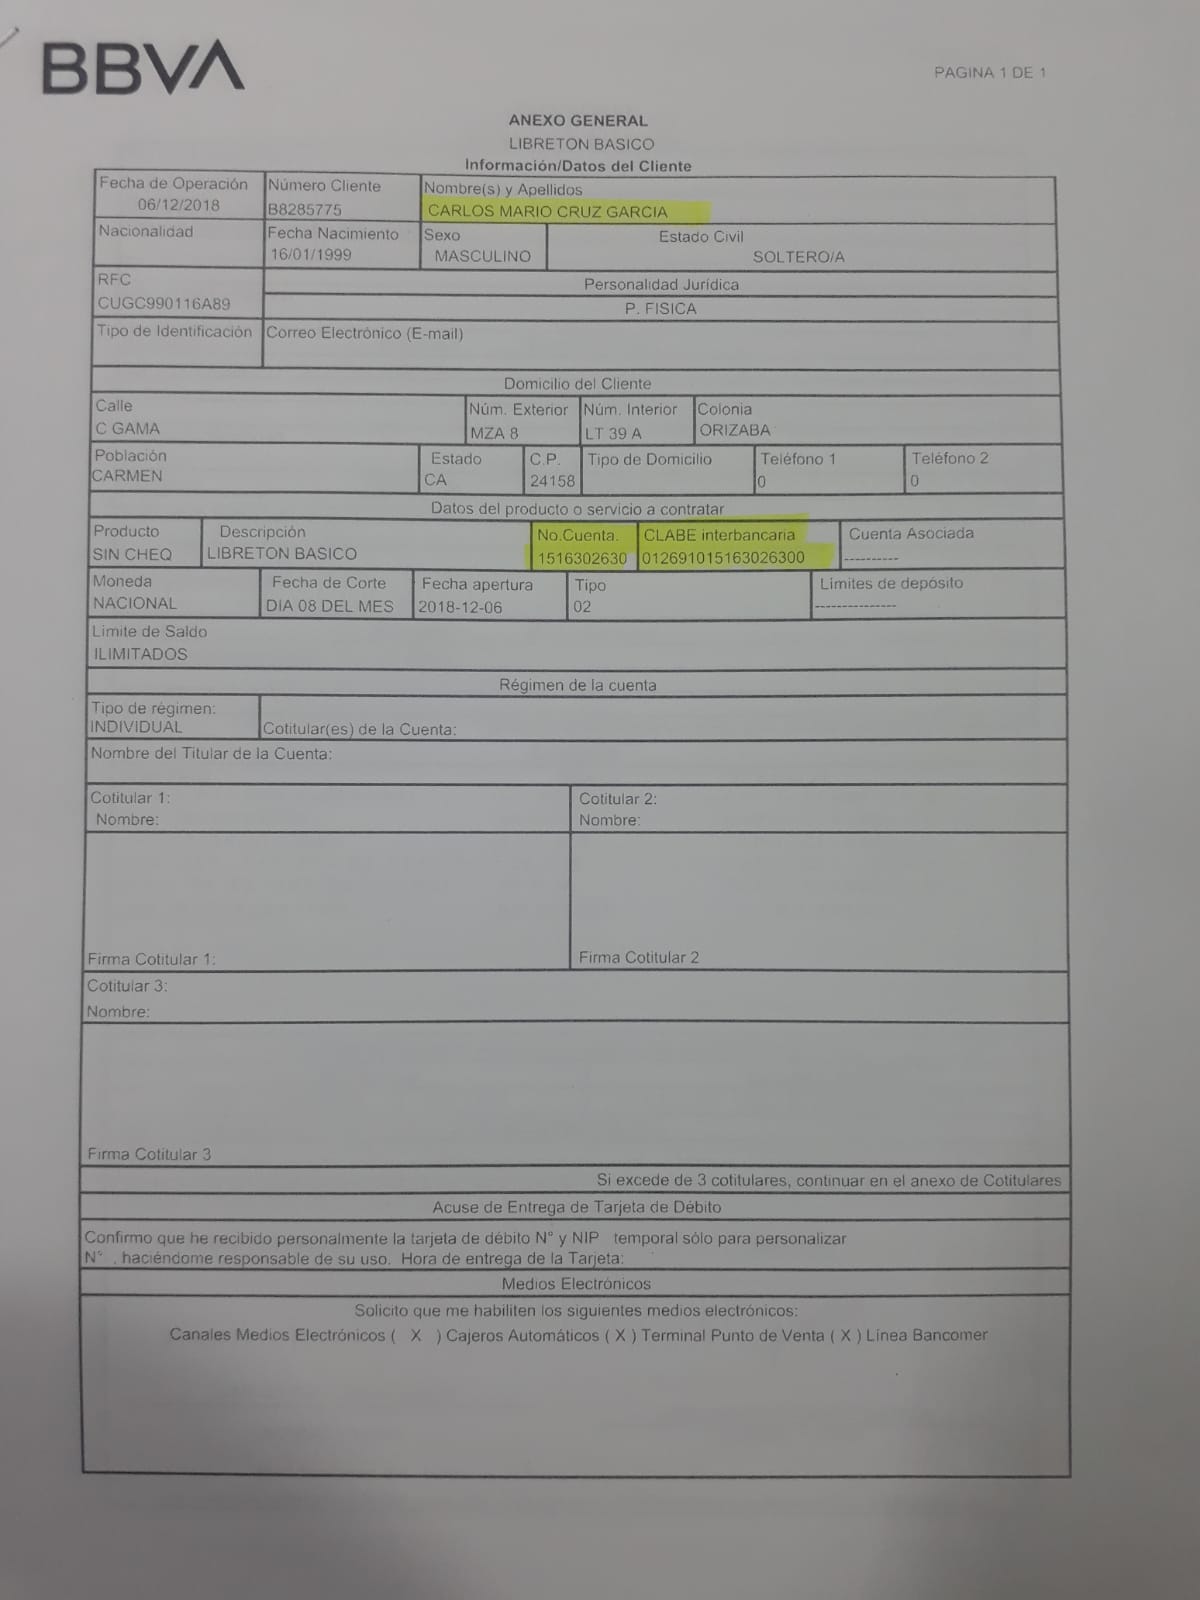 BBVA
PAGINA 1 DE 1
ANEXO GENERAL
LIBRETON BASICO
Información/Datos del Cliente
Fecha de Operación Número Cliente Nombre(s) y Apellidos
06/12/2018 B8285775 CARLOS MARIO CRUZ GARCIA
Nacionalidad Fecha Nacimiento Sexo Estado Civil
16/01/1999 MASCULINO SOLTERO/A
RFC Personalidad Jurídica
CUGC990116A89 P. FISICA
Tipo de Identificación Correo Electrónico (E-mail)
Domicilio del Cliente
Calle Núm. Exterior Núm. Interior Colonia
C GAMA MZA 8 LT 39 A ORIZABA
Población Estado C.P. Tipo de Domicilio Teléfono 1 Teléfono 2
CARMEN CA 24158 0 0
Datos del producto o servicio a contratar
Producto Descripción No.Cuenta. CLABE interbancaria Cuenta Asociada
SIN CHEQ LIBRETON BASICO 1516302630 012691015163026300 ----------
Moneda Fecha de Corte Fecha apertura Tipo Límites de depósito
NACIONAL DIA 08 DEL MES 2018-12-06 02 ---------------
Limite de Saldo
ILIMITADOS
Régimen de la cuenta
Tipo de régimen:
INDIVIDUAL Cotitular(es) de la Cuenta:
Nombre del Titular de la Cuenta:
Cotitular 1: Cotitular 2:
Nombre: Nombre:
Firma Cotitular 1: Firma Cotitular 2
Cotitular 3:
Nombre:
Firma Cotitular 3
Si excede de 3 cotitulares, continuar en el anexo de Cotitulares
Acuse de Entrega de Tarjeta de Débito
Confirmo que he recibido personalmente la tarjeta de débito N° y NIP temporal sólo para personalizar
N° , haciéndome responsable de su uso. Hora de entrega de la Tarjeta:
Medios Electrónicos
Solicito que me habiliten los siguientes medios electrónicos:
Canales Medios Electrónicos ( X ) Cajeros Automáticos ( X ) Terminal Punto de Venta ( X ) Línea Bancomer